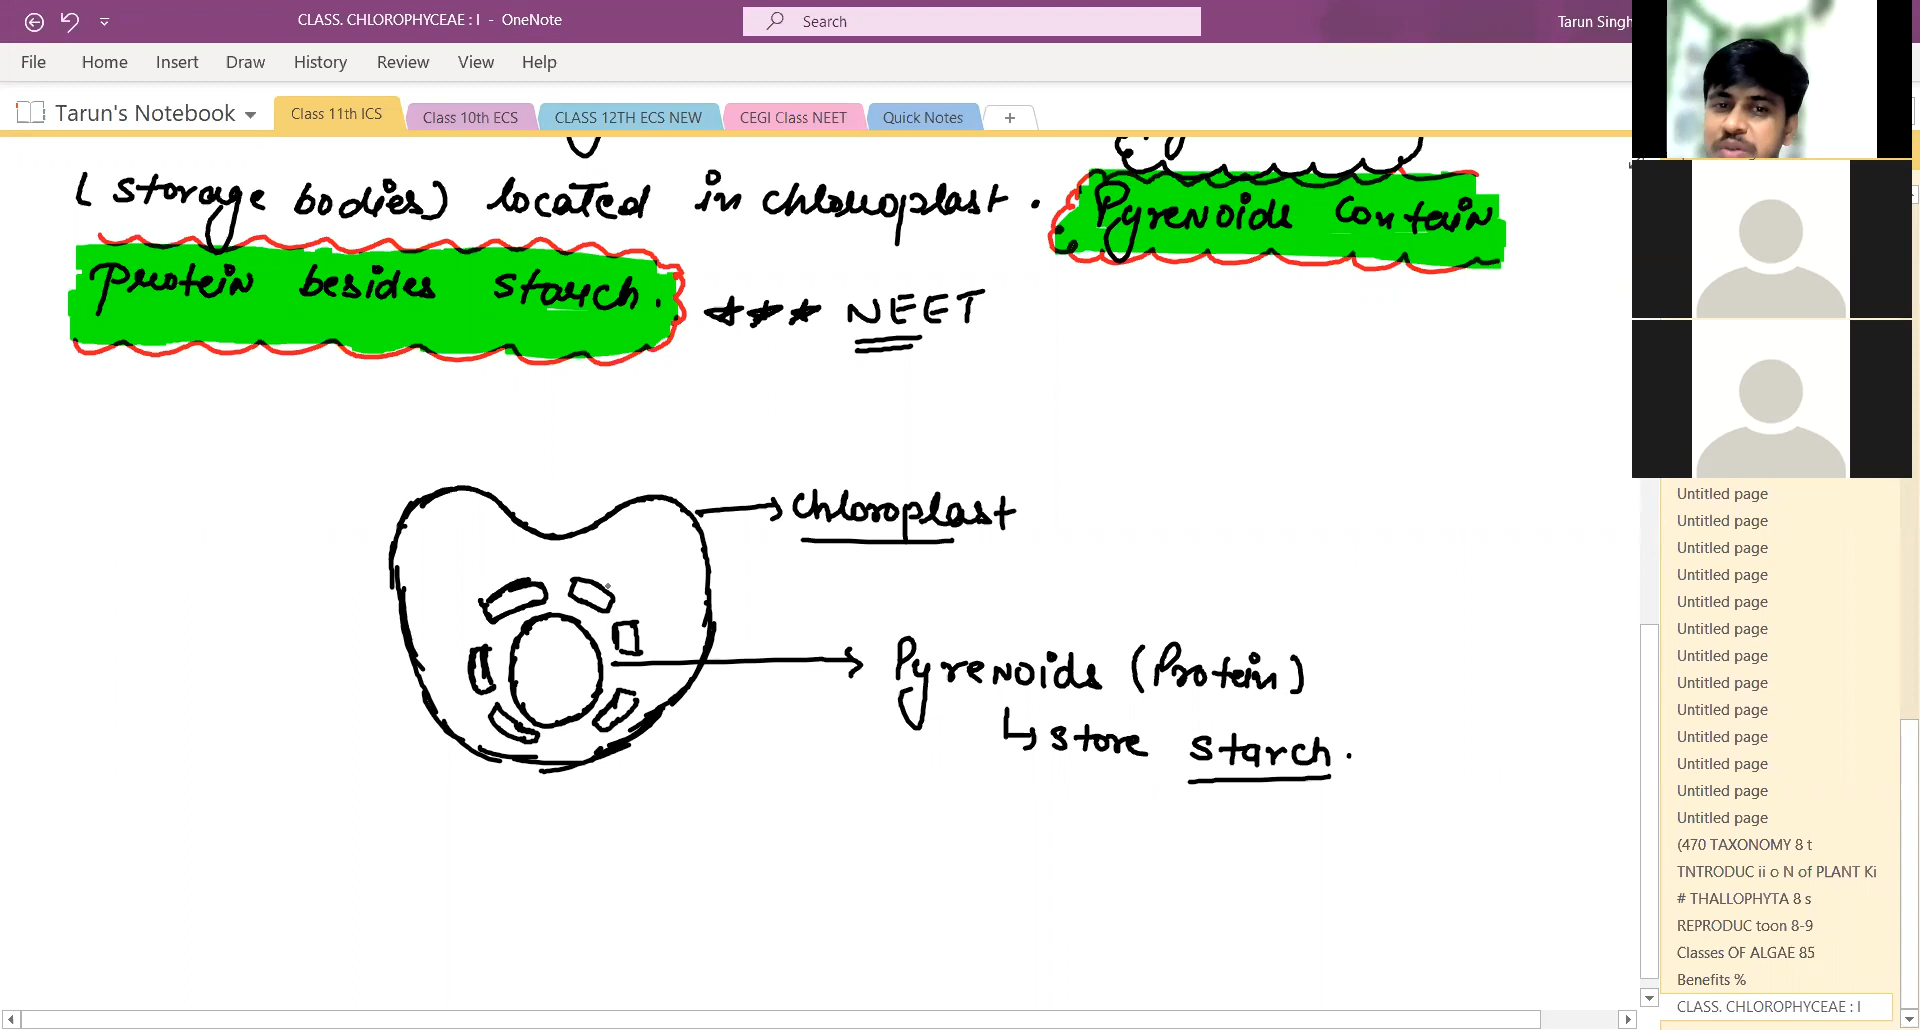 CLASS. CHLOROPHYCEAE : I - OneNote
Search
Tarun Singh
File Home Insert Draw History Review View Help
Tarun's Notebook
Class 11th ICS
Class 10th ECS
CLASS 12TH ECS NEW
CEGI Class NEET
Quick Notes
(storage bodies) located in chloroplast. Pyrenoids contain
protein besides starch. *** NEET
Chloroplast
Pyrenoids (Protein)
↳ store starch.
Untitled page
Untitled page
Untitled page
Untitled page
Untitled page
Untitled page
Untitled page
Untitled page
Untitled page
Untitled page
Untitled page
Untitled page
Untitled page
(470 TAXONOMY 8 t
TNTRODUC ii o N of PLANT Ki
# THALLOPHYTA 8 s
REPRODUC toon 8-9
Classes OF ALGAE 85
Benefits %
CLASS. CHLOROPHYCEAE : I